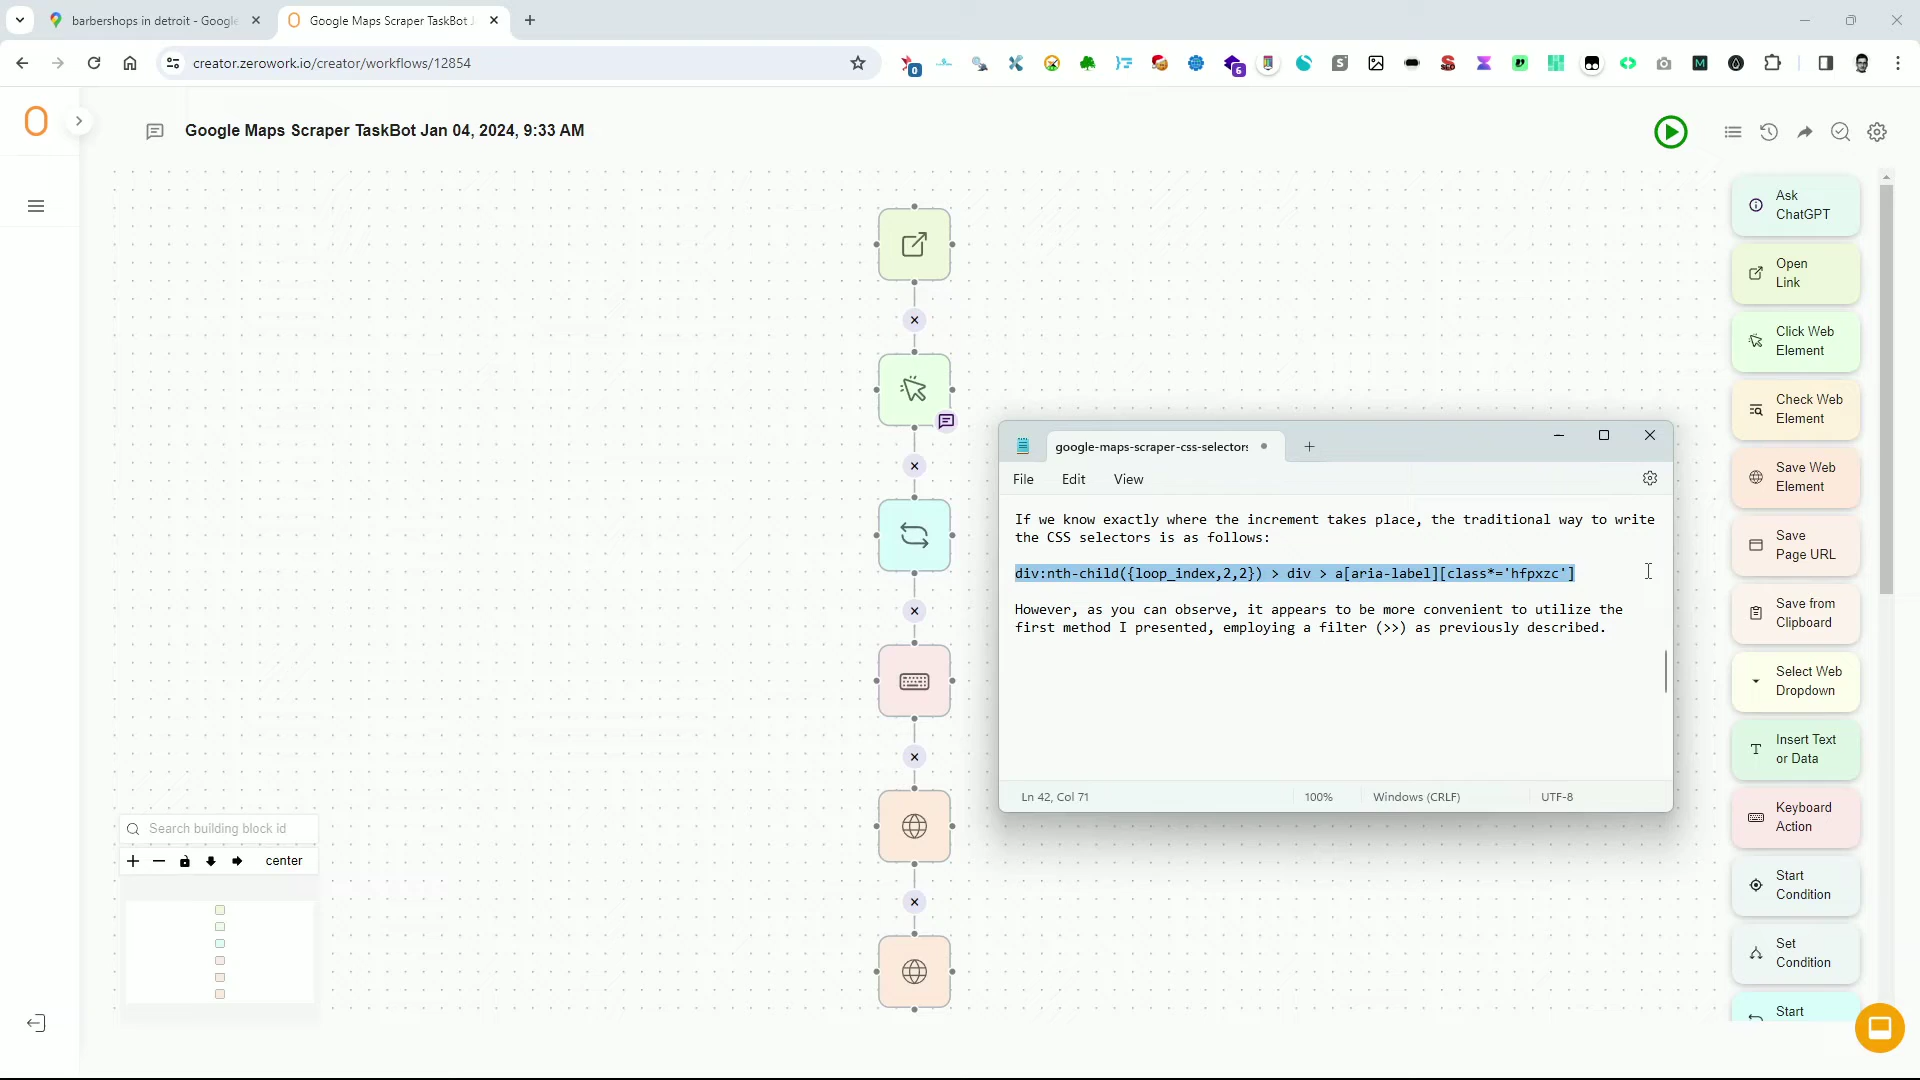 barbershops in detroit - Google
Google Maps Scraper TaskBot J
creator.zerowork.io/creator/workflows/12854
0
6
Google Maps Scraper TaskBot Jan 04, 2024, 9:33 AM
Ask
ChatGPT
Open
Link
Click Web
Element
Check Web
Element
Save Web
Element
Save
Page URL
Save from
Clipboard
Select Web
Dropdown
Insert Text
or Data
Keyboard
Action
Start
Condition
Set
Condition
Start
google-maps-scraper-css-selectors
File Edit View
If we know exactly where the increment takes place, the traditional way to write
the CSS selectors is as follows:
div:nth-child({loop_index,2,2}) > div > a[aria-label][class*='hfpxzc']
However, as you can observe, it appears to be more convenient to utilize the
first method I presented, employing a filter (>>) as previously described.
Ln 42, Col 71 100% Windows (CRLF) UTF-8
Search building block id
center